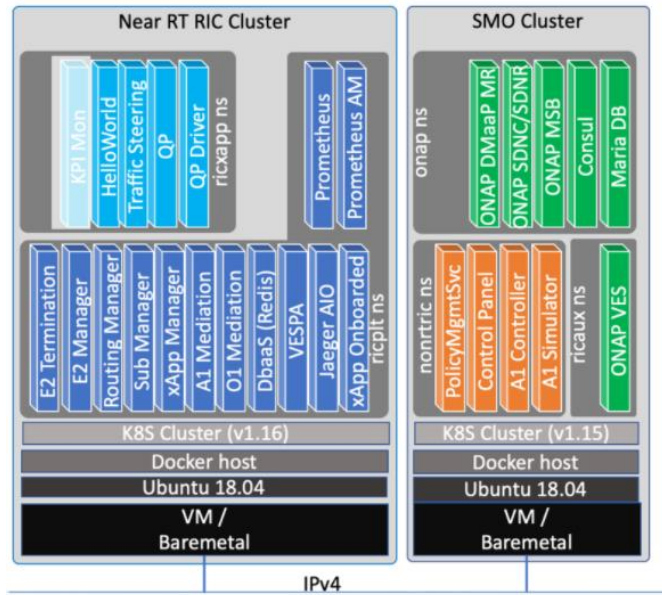 Near RT RIC Cluster
KPI Mon
HelloWorld
Traffic Steering
QP
QP Driver
ricxapp ns
Prometheus
Prometheus AM
E2 Termination
E2 Manager
Routing Manager
Sub Manager
xApp Manager
A1 Mediation
O1 Mediation
DbaaS (Redis)
VESPA
Jaeger AIO
xApp Onboarded
ricplt ns
K8S Cluster (v1.16)
Docker host
Ubuntu 18.04
VM /
Baremetal
SMO Cluster
onap ns
ONAP DMaaP MR
ONAP SDNC/SDNR
ONAP MSB
Consul
Maria DB
nonrtric ns
PolicyMgmtSvc
Control Panel
A1 Controller
A1 Simulator
ricaux ns
ONAP VES
K8S Cluster (v1.15)
Docker host
Ubuntu 18.04
VM /
Baremetal
IPv4